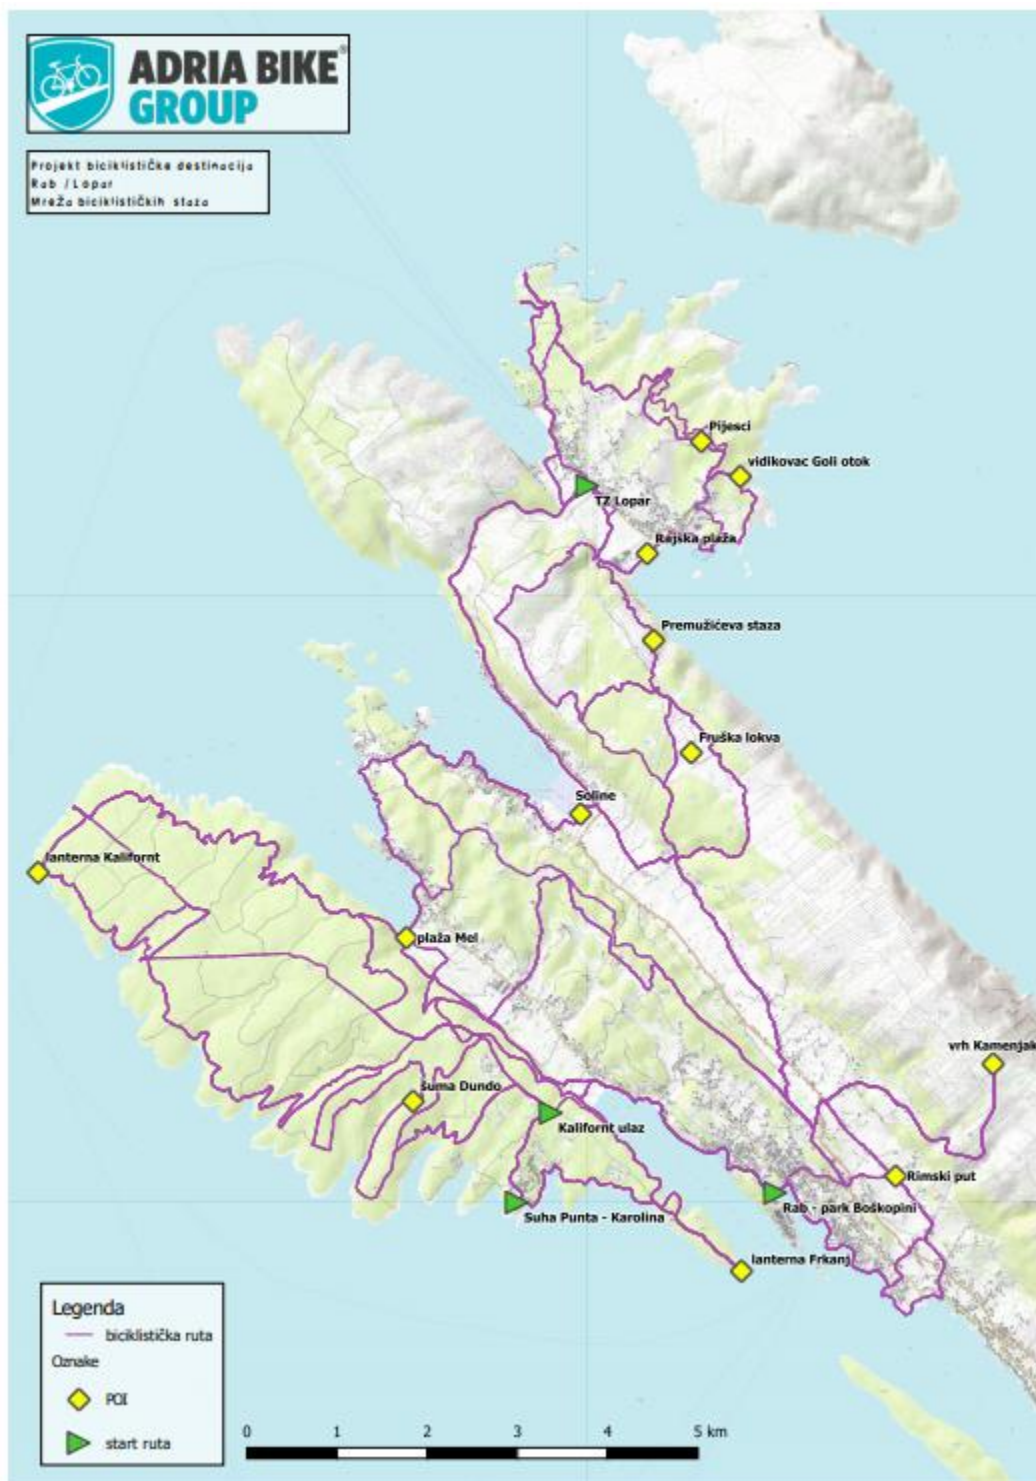 ADRIA BIKE®
GROUP
Projekt biciklističke destinacija
Rab / Lopar
MreŽa biciklističkih staza
Pijesci
vidikovac Goli otok
TZ Lopar
Rajska plaža
Premužićeva staza
Fruška lokva
Soline
lanterna Kalifornt
plaža Mel
vrh Kamenjak
šuma Dundo
Kalifornt ulaz
Rimski put
Suha Punta - Karolina
Rab - park Boškopini
lanterna Frkanj
Legenda
biciklistička ruta
Oznake
POI
start ruta
0 1 2 3 4 5 km